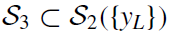 𝒮₃ ⊂ 𝒮₂({y_L})